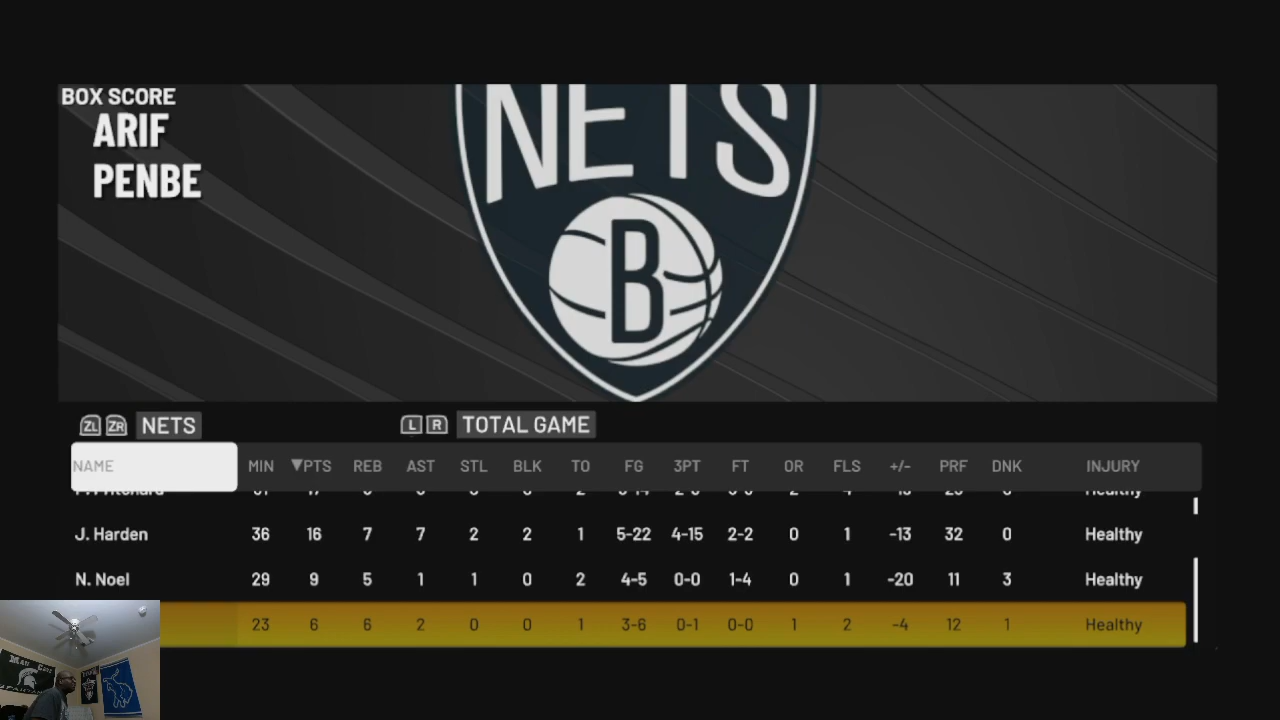 BOX SCORE
ARIF
PENBE
NETS
B
ZL ZR NETS L R TOTAL GAME
NAME MIN ▼PTS REB AST STL BLK TO FG 3PT FT OR FLS +/- PRF DNK INJURY
J. Harden 36 16 7 7 2 2 1 5-22 4-15 2-2 0 1 -13 32 0 Healthy
N. Noel 29 9 5 1 1 0 2 4-5 0-0 1-4 0 1 -20 11 3 Healthy
23 6 6 2 0 0 1 3-6 0-1 0-0 1 2 -4 12 1 Healthy